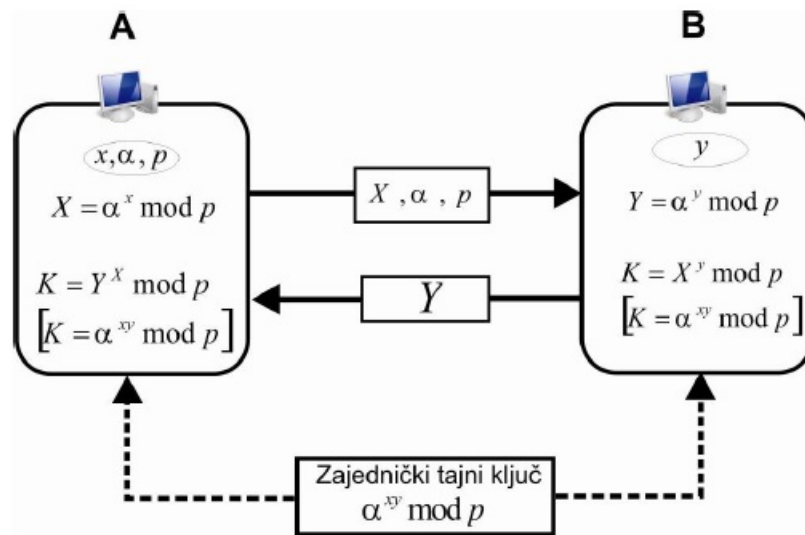 A
B
x, α, p
X = α^x mod p
K = Y^X mod p
[K = α^{xy} mod p]
X , α, p
Y
y
Y = α^y mod p
K = X^y mod p
[K = α^{xy} mod p]
Zajednički tajni ključ
α^{xy} mod p